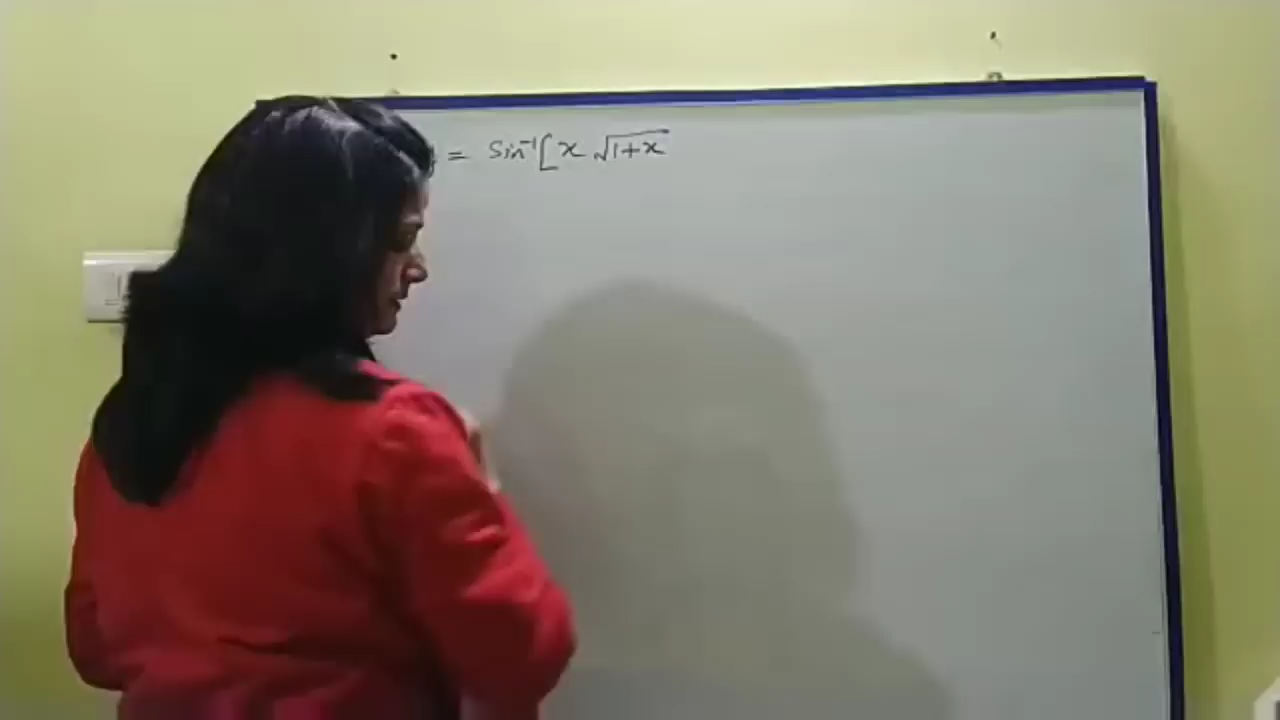 = Sin⁻¹[x √1+x